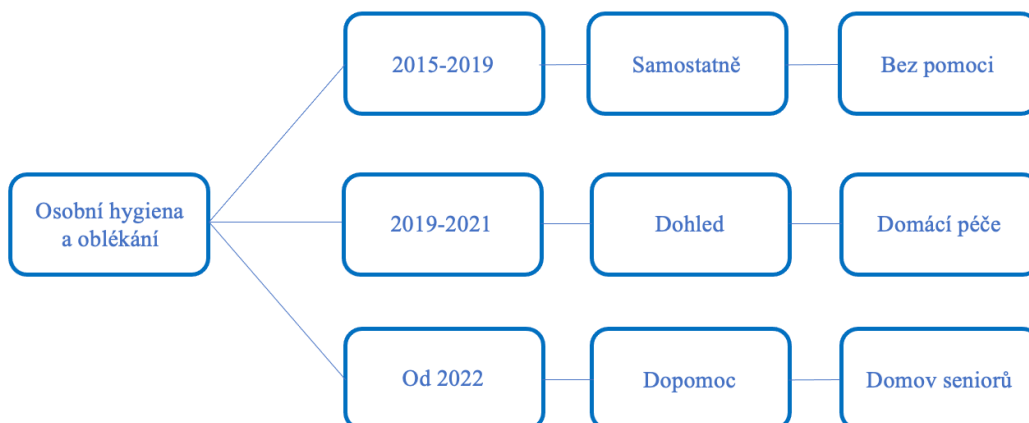 2015-2019
Samostatně
Bez pomoci
Osobní hygiena
a oblékání
2019-2021
Dohled
Domácí péče
Od 2022
Dopomoc
Domov seniorů